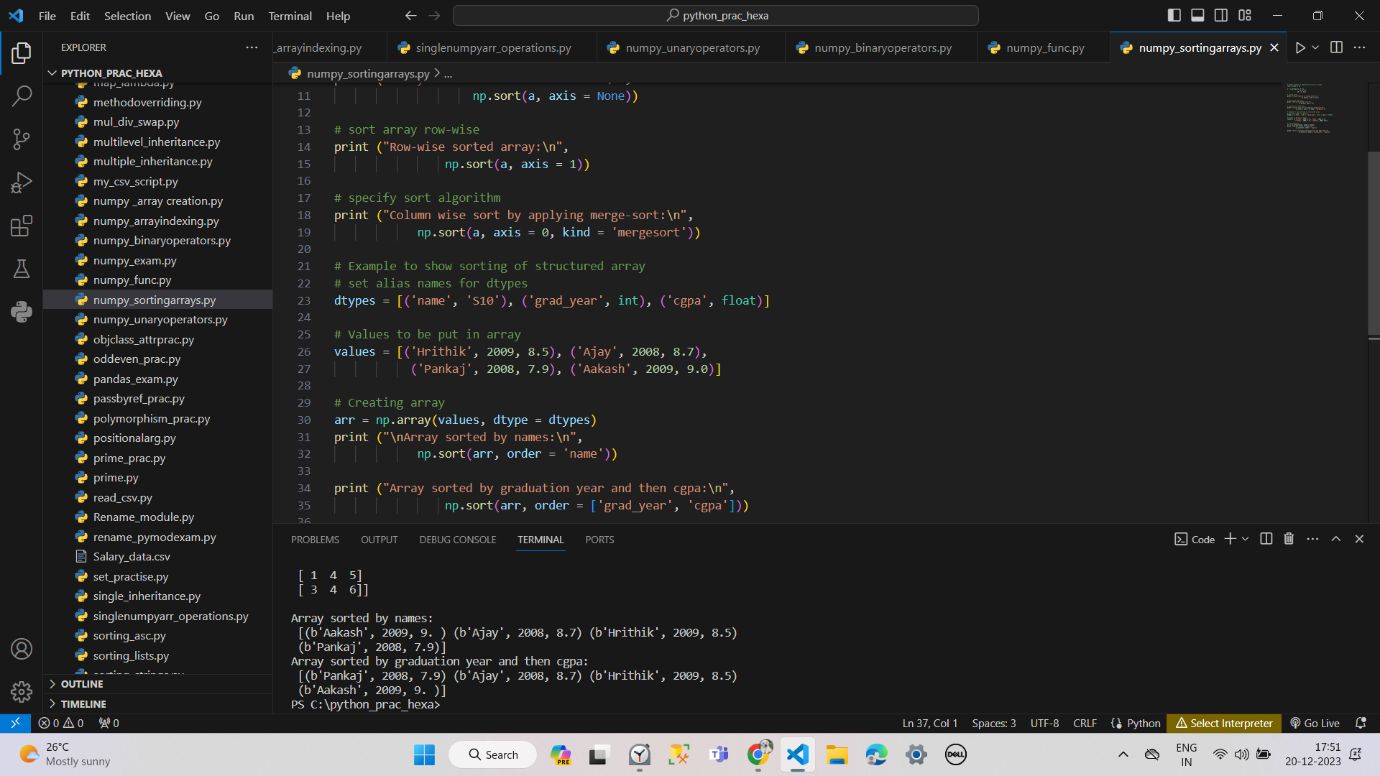 File Edit Selection View Go Run Terminal Help
python_prac_hexa
EXPLORER
_arrayindexing.py singlenumpyarr_operations.py numpy_unaryoperators.py numpy_binaryoperators.py numpy_func.py numpy_sortingarrays.py
PYTHON_PRAC_HEXA
map_lambda.py
methodoverriding.py
mul_div_swap.py
multilevel_inheritance.py
multiple_inheritance.py
my_csv_script.py
numpy _array creation.py
numpy_arrayindexing.py
numpy_binaryoperators.py
numpy_exam.py
numpy_func.py
numpy_sortingarrays.py
numpy_unaryoperators.py
objclass_attrprac.py
oddeven_prac.py
pandas_exam.py
passbyref_prac.py
polymorphism_prac.py
positionalarg.py
prime_prac.py
prime.py
read_csv.py
Rename_module.py
rename_pymodexam.py
Salary_data.csv
set_practise.py
single_inheritance.py
singlenumpyarr_operations.py
sorting_asc.py
sorting_lists.py
OUTLINE
TIMELINE
numpy_sortingarrays.py > ...
11 np.sort(a, axis = None))
12
13 # sort array row-wise
14 print ("Row-wise sorted array:\n",
15 np.sort(a, axis = 1))
16
17 # specify sort algorithm
18 print ("Column wise sort by applying merge-sort:\n",
19 np.sort(a, axis = 0, kind = 'mergesort'))
20
21 # Example to show sorting of structured array
22 # set alias names for dtypes
23 dtypes = [('name', 'S10'), ('grad_year', int), ('cgpa', float)]
24
25 # Values to be put in array
26 values = [('Hrithik', 2009, 8.5), ('Ajay', 2008, 8.7),
27 ('Pankaj', 2008, 7.9), ('Aakash', 2009, 9.0)]
28
29 # Creating array
30 arr = np.array(values, dtype = dtypes)
31 print ("\nArray sorted by names:\n",
32 np.sort(arr, order = 'name'))
33
34 print ("Array sorted by graduation year and then cgpa:\n",
35 np.sort(arr, order = ['grad_year', 'cgpa']))
36
PROBLEMS OUTPUT DEBUG CONSOLE TERMINAL PORTS
Code
[ 1 4 5]
[ 3 4 6]]
Array sorted by names:
[(b'Aakash', 2009, 9. ) (b'Ajay', 2008, 8.7) (b'Hrithik', 2009, 8.5)
(b'Pankaj', 2008, 7.9)]
Array sorted by graduation year and then cgpa:
[(b'Pankaj', 2008, 7.9) (b'Ajay', 2008, 8.7) (b'Hrithik', 2009, 8.5)
(b'Aakash', 2009, 9. )]
PS C:\python_prac_hexa>
0 0 0 Ln 37, Col 1 Spaces: 3 UTF-8 CRLF Python Select Interpreter Go Live
26°C
Mostly sunny
Search
PRE
DELL
ENG
IN
17:51
20-12-2023